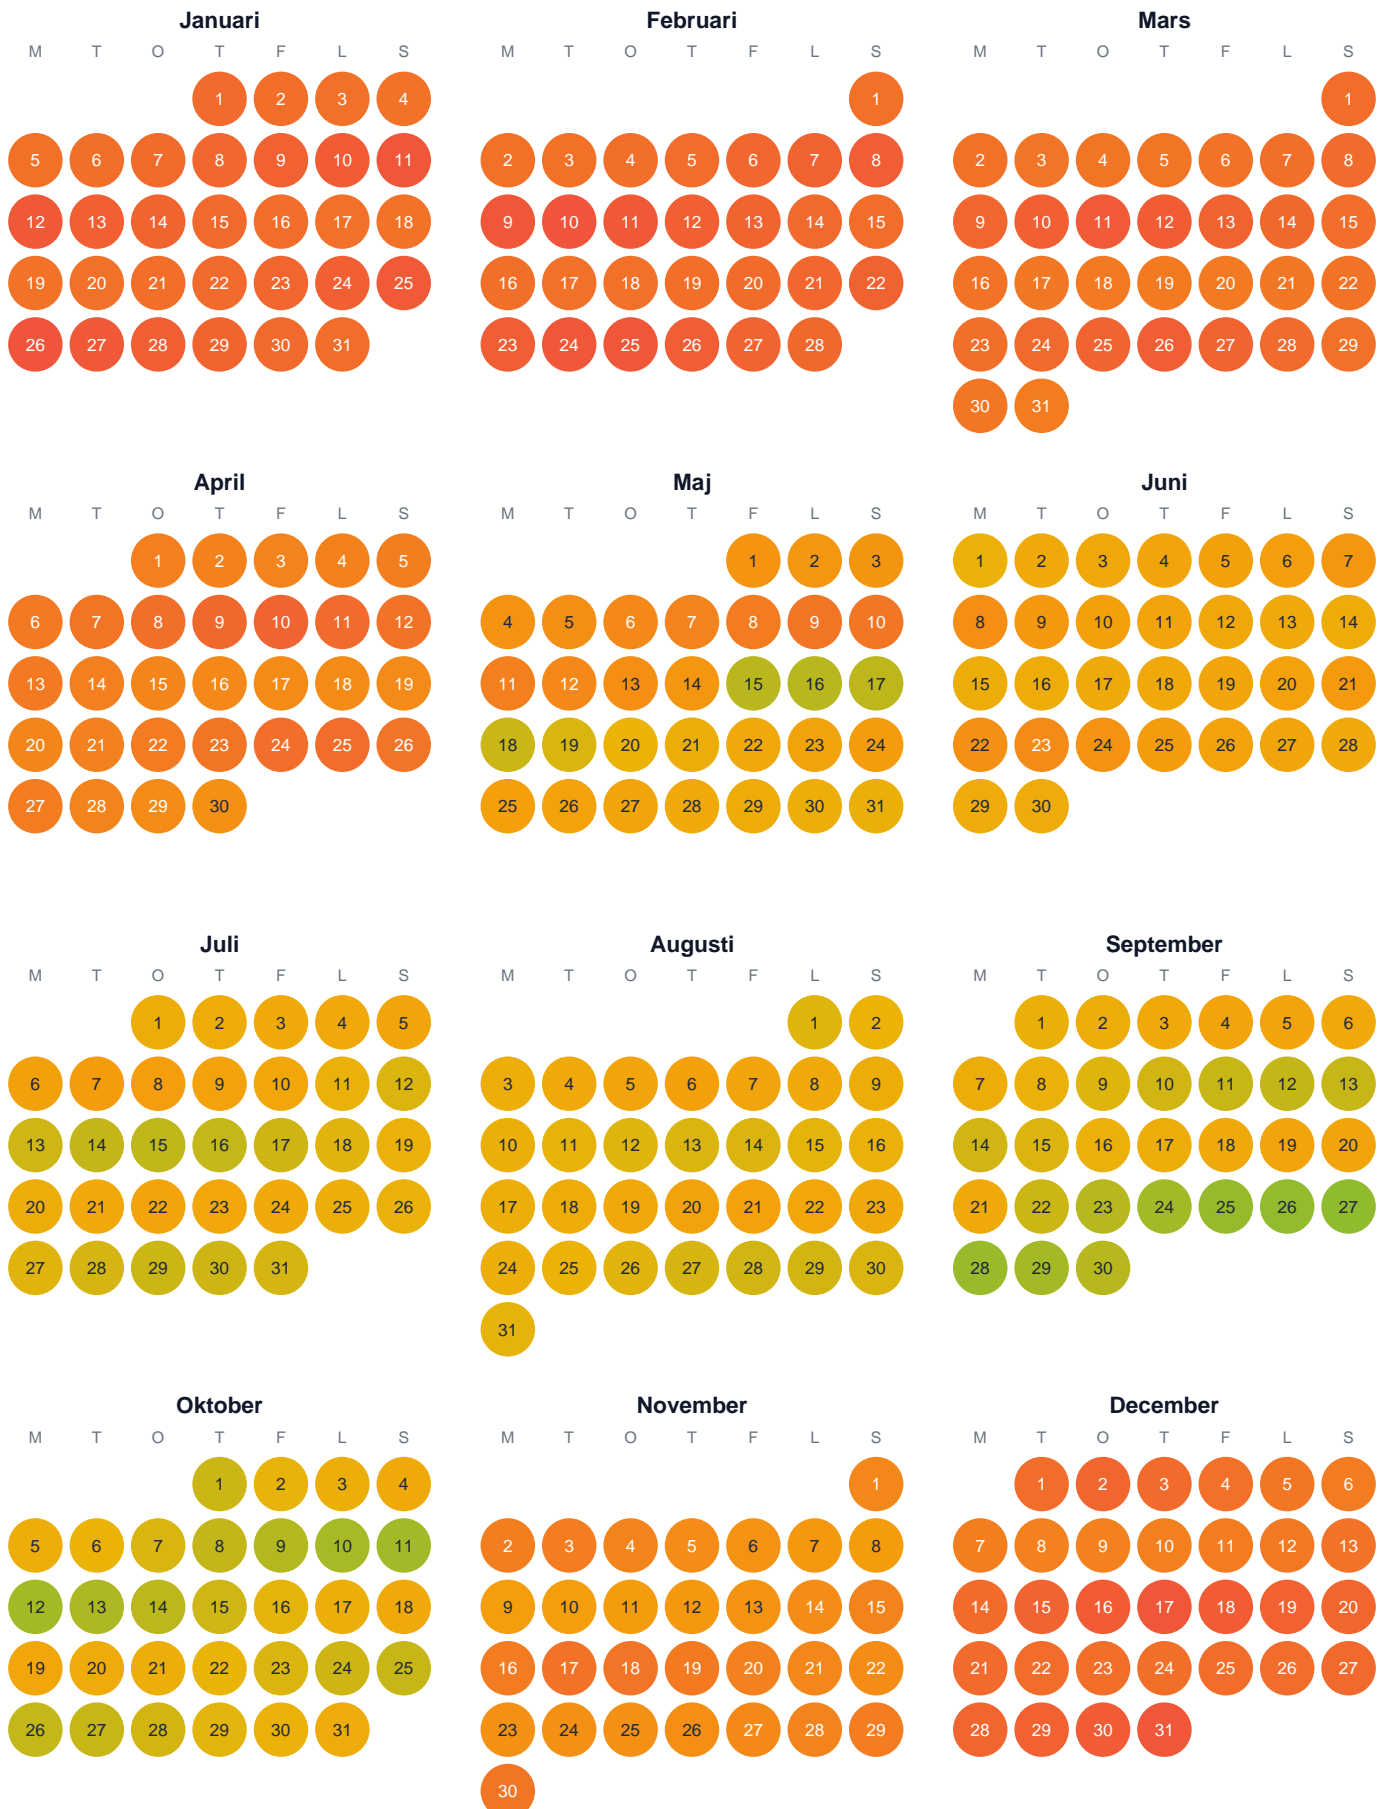 Januari Februari Mars
M T O T F L S M T O T F L S M T O T F L S
1 2 3 4 1 1
5 6 7 8 9 10 11 2 3 4 5 6 7 8 2 3 4 5 6 7 8
12 13 14 15 16 17 18 9 10 11 12 13 14 15 9 10 11 12 13 14 15
19 20 21 22 23 24 25 16 17 18 19 20 21 22 16 17 18 19 20 21 22
26 27 28 29 30 31 23 24 25 26 27 28 23 24 25 26 27 28 29
30 31
April Maj Juni
M T O T F L S M T O T F L S M T O T F L S
1 2 3 4 5 1 2 3 1 2 3 4 5 6 7
6 7 8 9 10 11 12 4 5 6 7 8 9 10 8 9 10 11 12 13 14
13 14 15 16 17 18 19 11 12 13 14 15 16 17 15 16 17 18 19 20 21
20 21 22 23 24 25 26 18 19 20 21 22 23 24 22 23 24 25 26 27 28
27 28 29 30 25 26 27 28 29 30 31 29 30
Juli Augusti September
M T O T F L S M T O T F L S M T O T F L S
1 2 3 4 5 1 2 1 2 3 4 5 6
6 7 8 9 10 11 12 3 4 5 6 7 8 9 7 8 9 10 11 12 13
13 14 15 16 17 18 19 10 11 12 13 14 15 16 14 15 16 17 18 19 20
20 21 22 23 24 25 26 17 18 19 20 21 22 23 21 22 23 24 25 26 27
27 28 29 30 31 24 25 26 27 28 29 30 28 29 30
31
Oktober November December
M T O T F L S M T O T F L S M T O T F L S
1 2 3 4 1 1 2 3 4 5 6
5 6 7 8 9 10 11 2 3 4 5 6 7 8 7 8 9 10 11 12 13
12 13 14 15 16 17 18 9 10 11 12 13 14 15 14 15 16 17 18 19 20
19 20 21 22 23 24 25 16 17 18 19 20 21 22 21 22 23 24 25 26 27
26 27 28 29 30 31 23 24 25 26 27 28 29 28 29 30 31
30